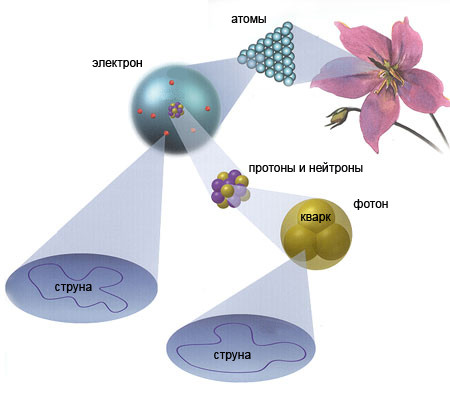 атомы
электрон
протоны и нейтроны
фотон
кварк
струна
струна